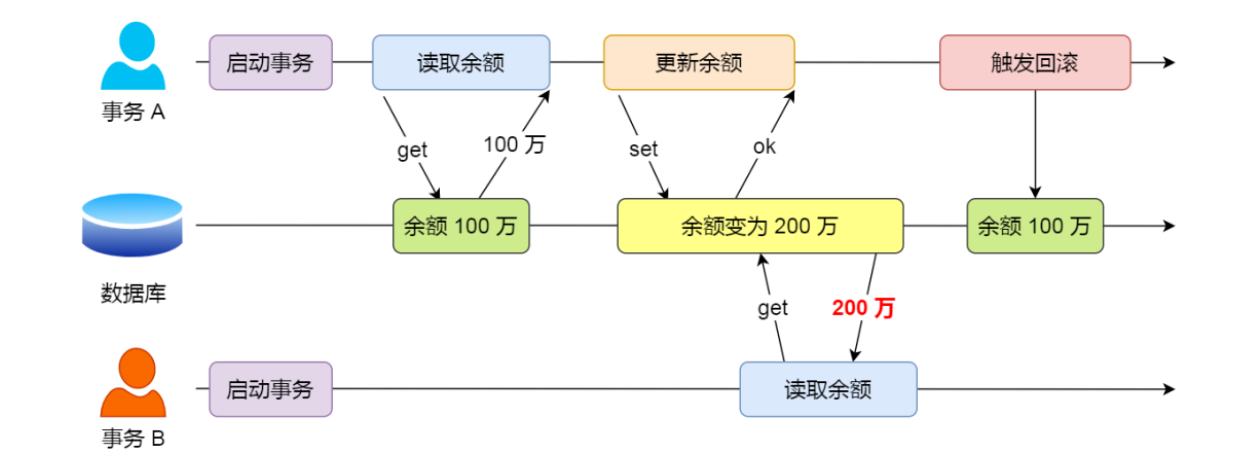 启动事务
读取余额
更新余额
触发回滚
事务 A
get
100 万
set
ok
余额 100 万
余额变为 200 万
余额 100 万
数据库
get
200 万
启动事务
读取余额
事务 B